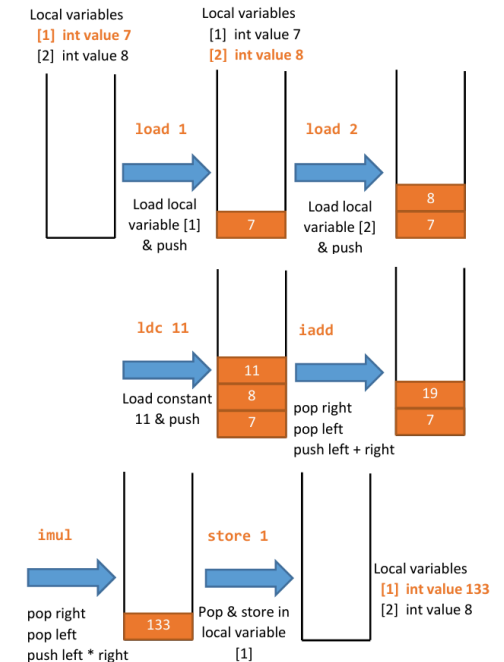 Local variables
[1] int value 7
[2] int value 8
Local variables
[1] int value 7
[2] int value 8
load 1
Load local
variable [1]
& push
7
load 2
Load local
variable [2]
& push
8
7
ldc 11
Load constant
11 & push
11
8
7
iadd
pop right
pop left
push left + right
19
7
imul
pop right
pop left
push left * right
133
store 1
Pop & store in
local variable
[1]
Local variables
[1] int value 133
[2] int value 8